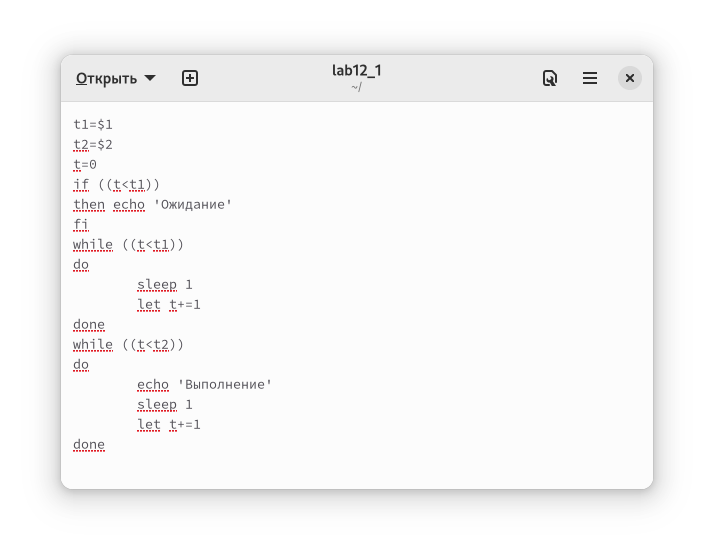 Открыть
lab12_1
~/
t1=$1
t2=$2
t=0
if ((t<t1))
then echo 'Ожидание'
fi
while ((t<t1))
do
        sleep 1
        let t+=1
done
while ((t<t2))
do
        echo 'Выполнение'
        sleep 1
        let t+=1
done